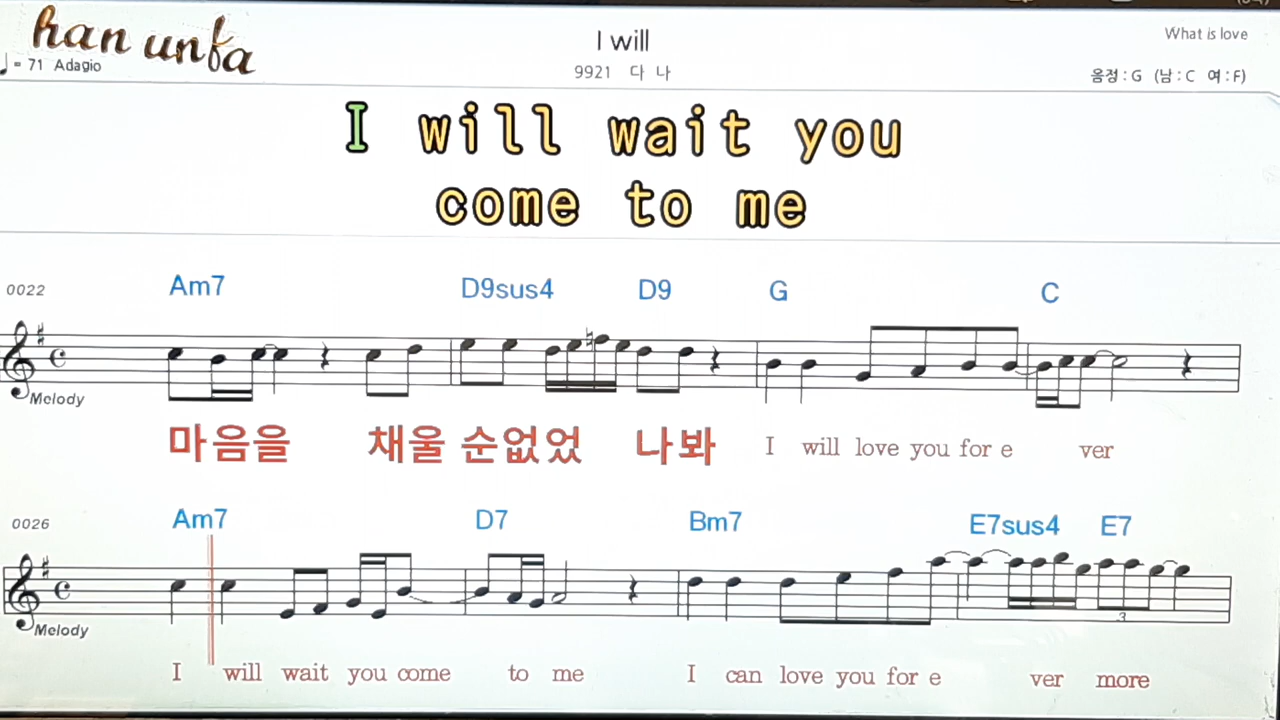 han unfa
I will
What is love
♩= 71 Adagio
9921 다 나
음정 : G (남 : C 여 : F)
I will wait you
come to me
0022 Am7 D9sus4 D9 G C
Melody
마음을 채울 순없었 나봐 I will love you for e ver
0026 Am7 D7 Bm7 E7sus4 E7
3
Melody
I will wait you come to me I can love you for e ver more